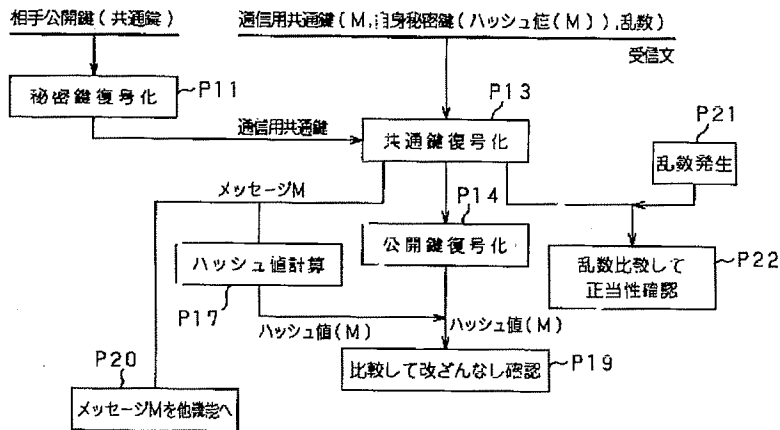 相手公開鍵(共通鍵)
通信用共通鍵(M,自身秘密鍵(ハッシュ値(M)),乱数)
受信文
秘密鍵復号化
P11
P13
通信用共通鍵
共通鍵復号化
P21
乱数発生
メッセージM
P14
公開鍵復号化
ハッシュ値計算
P17
乱数比較して
正当性確認
P22
ハッシュ値(M)
ハッシュ値(M)
P20
比較して改ざんなし確認
P19
メッセージMを他機能へ